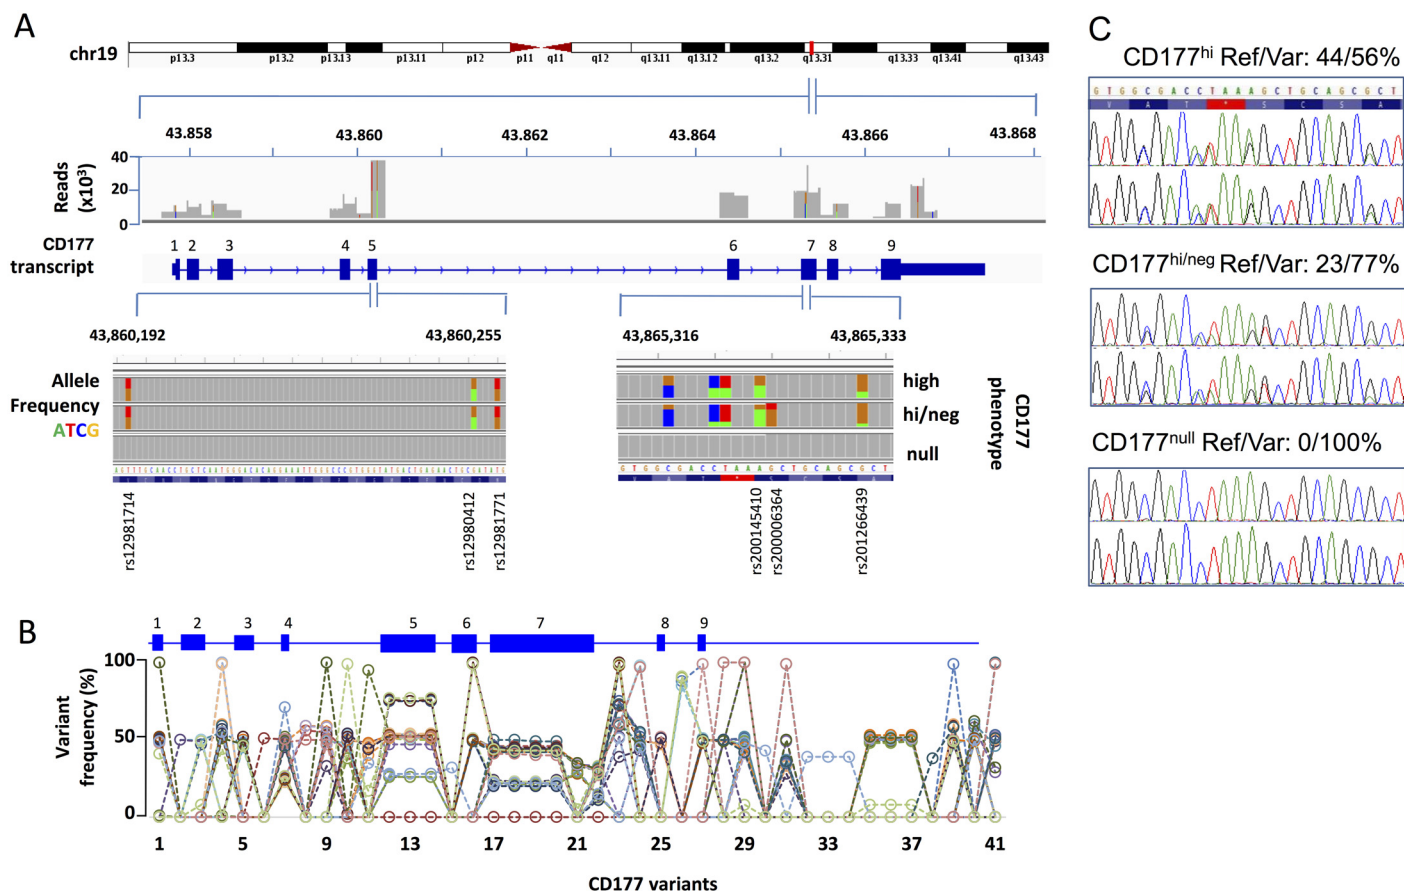 A
chr19
p13.3 p13.2 p13.13 p13.11 p12 p11 q11 q12 q13.11 q13.12 q13.2 q13.31 q13.33 q13.41 q13.43
43.858 43.860 43.862 43.864 43.866 43.868
Reads
(x10³)
40
20
0
CD177
transcript
1 2 3 4 5 6 7 8 9
43,860,192 43,860,255
43,865,316 43,865,333
Allele
Frequency
ATCG
high
hi/neg
null
CD177
phenotype
GTGGCGACCTAAAGCTGCAGCGCT
rs12981714
rs12980412
rs12981771
rs200145410
rs200006364
rs201266439
B
1 2 3 4 5 6 7 8 9
Variant
frequency (%)
100
50
0
1 5 9 13 17 21 25 29 33 37 41
CD177 variants
C
CD177hi Ref/Var: 44/56%
G T G G C G A C C T A A A G C T G C A G C G C T
V A T * S C S A
CD177hi/neg Ref/Var: 23/77%
CD177null Ref/Var: 0/100%